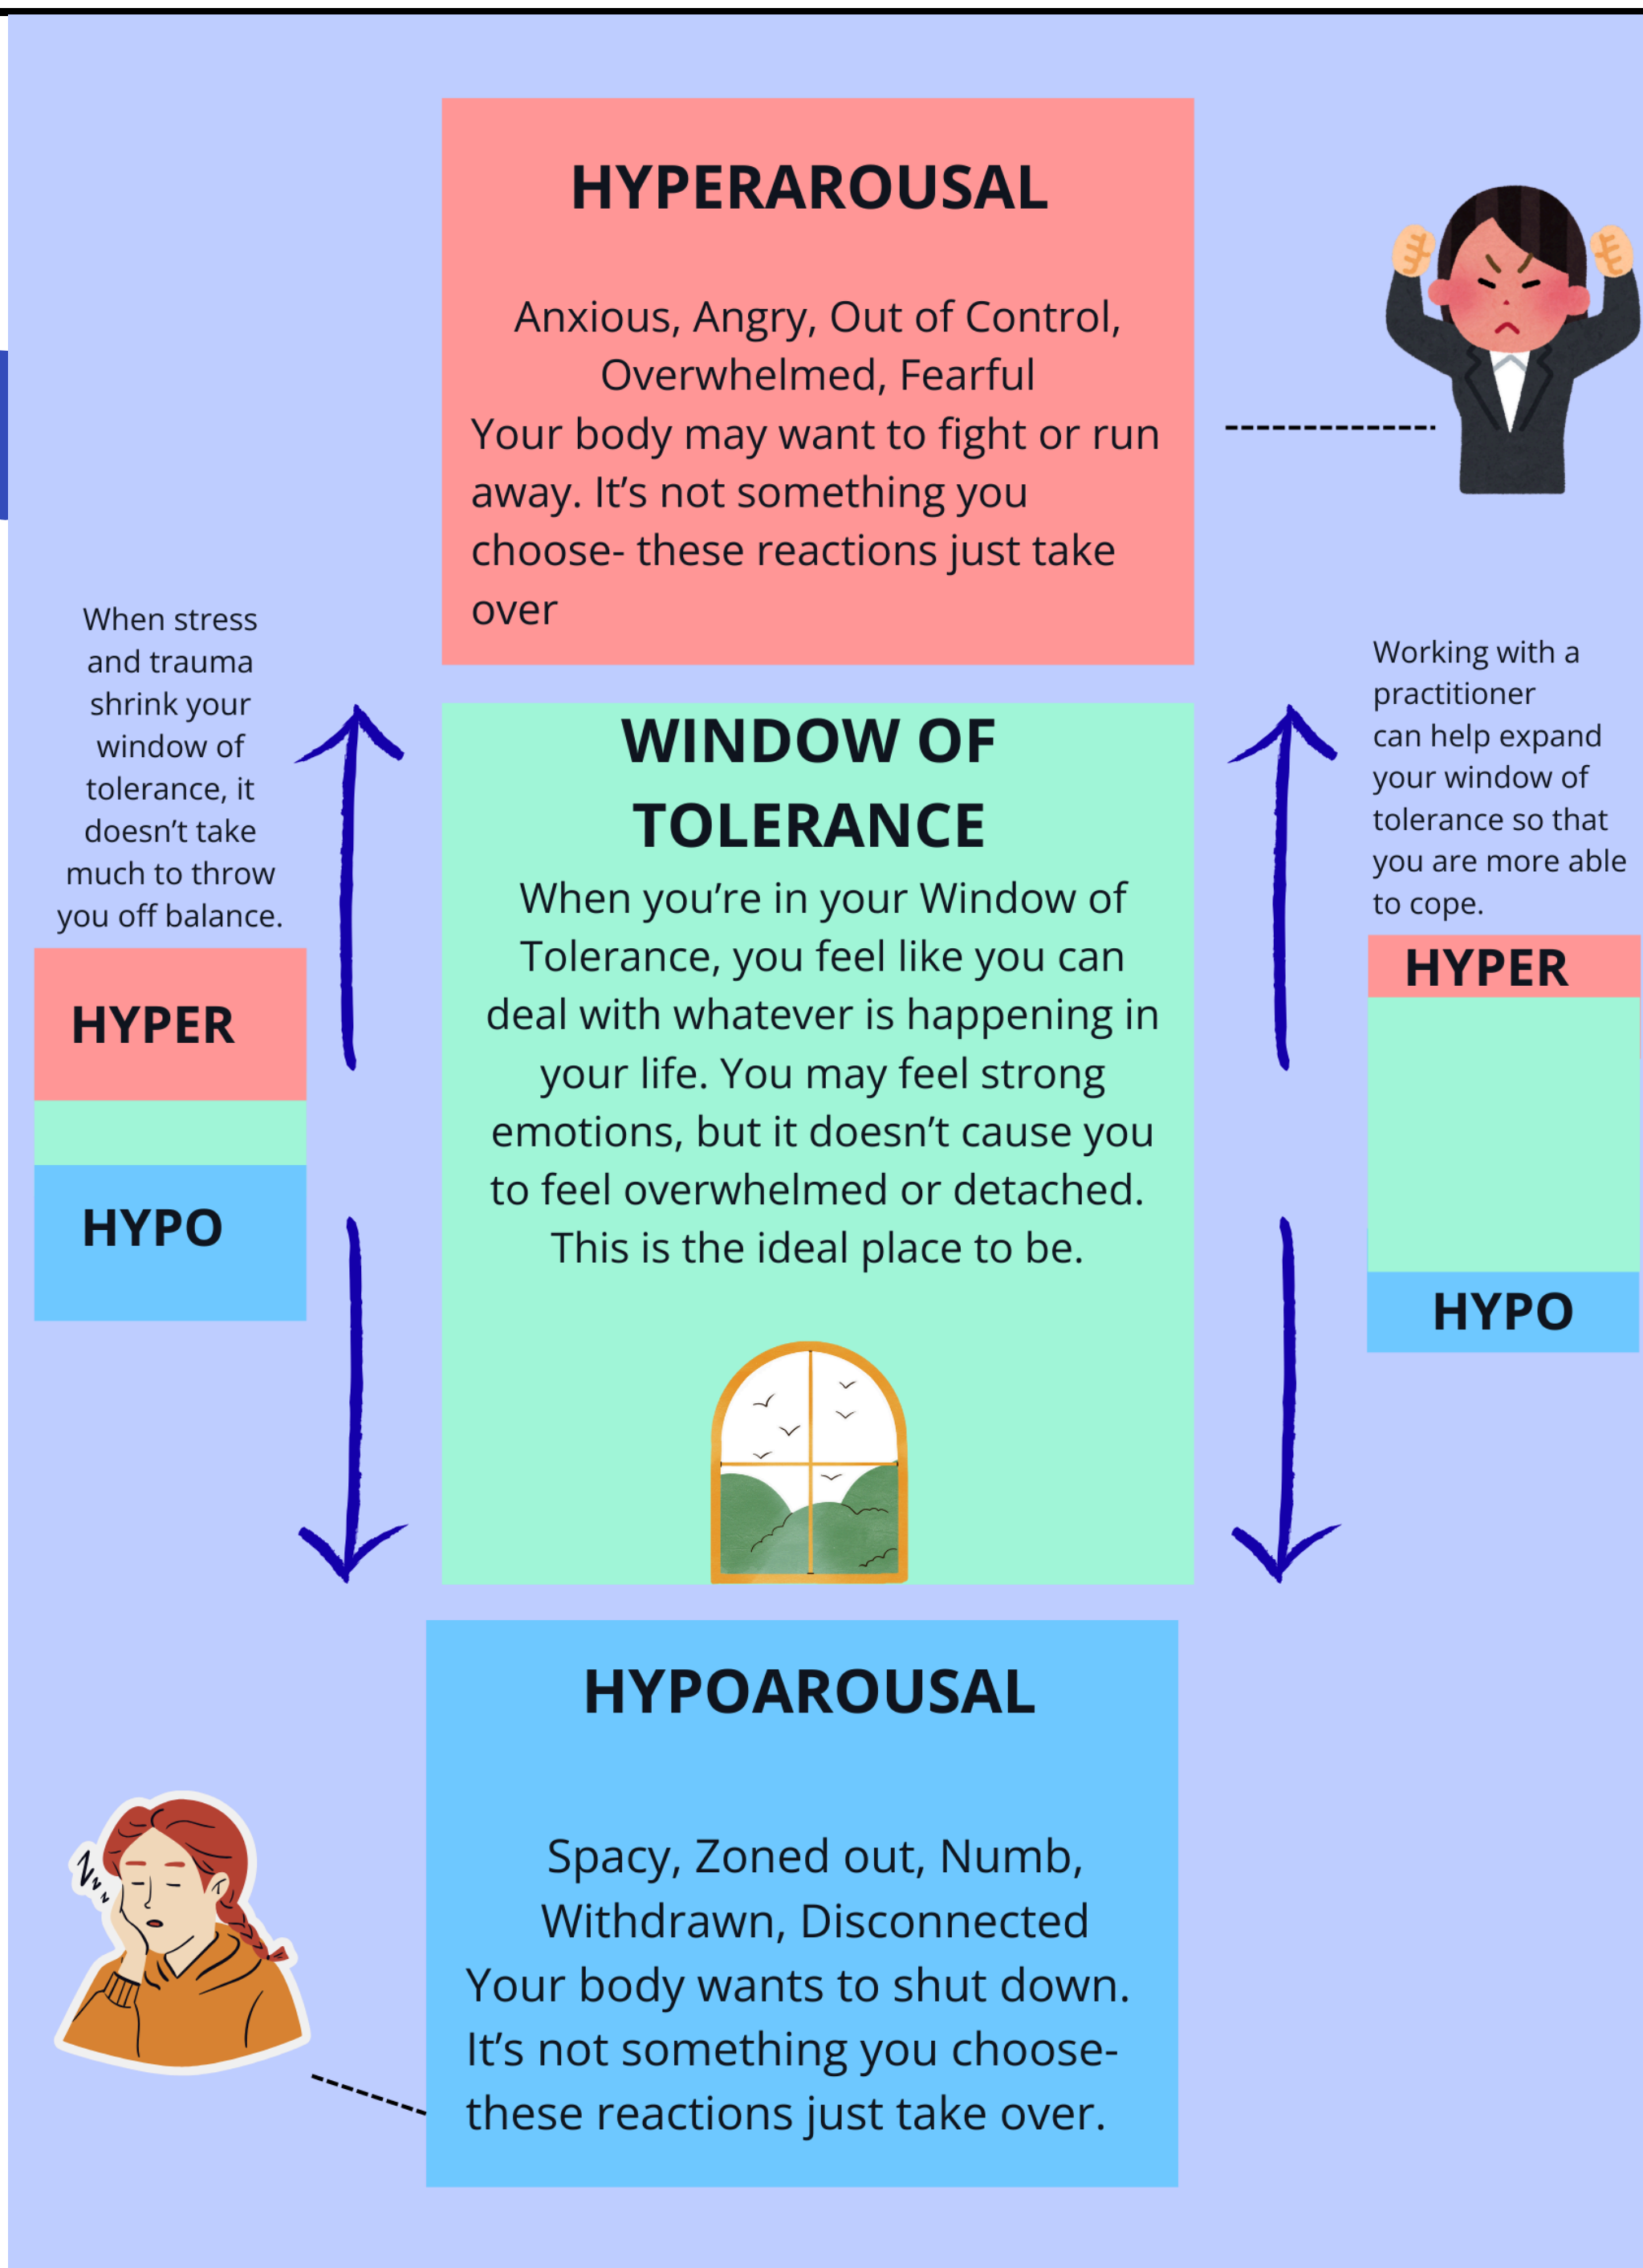 HYPERAROUSAL
Anxious, Angry, Out of Control,
Overwhelmed, Fearful
Your body may want to fight or run
away. It’s not something you
choose- these reactions just take
over
When stress
and trauma
shrink your
window of
tolerance, it
doesn’t take
much to throw
you off balance.
HYPER
HYPO
WINDOW OF
TOLERANCE
When you’re in your Window of
Tolerance, you feel like you can
deal with whatever is happening in
your life. You may feel strong
emotions, but it doesn’t cause you
to feel overwhelmed or detached.
This is the ideal place to be.
Working with a
practitioner
can help expand
your window of
tolerance so that
you are more able
to cope.
HYPER
HYPO
HYPOAROUSAL
Spacy, Zoned out, Numb,
Withdrawn, Disconnected
Your body wants to shut down.
It’s not something you choose-
these reactions just take over.
Zzzz